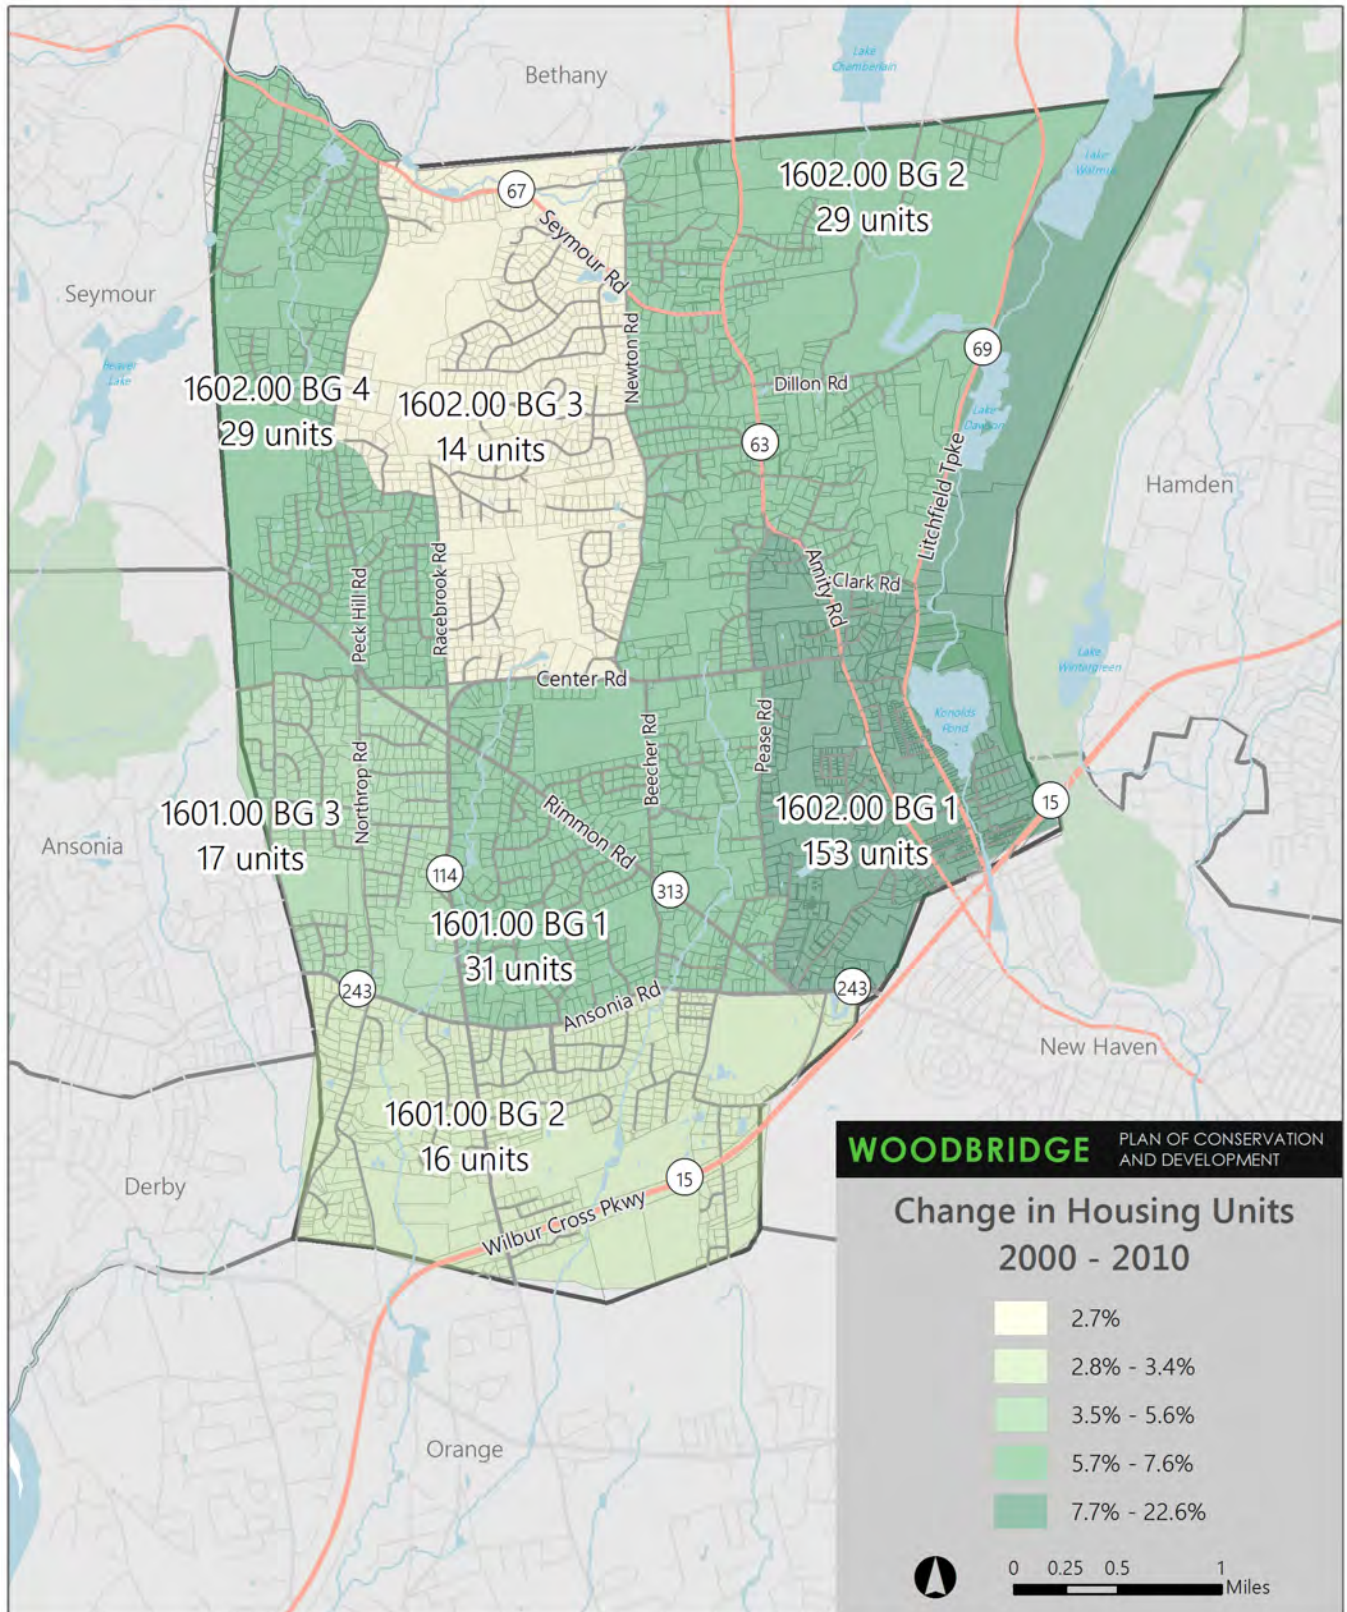 Bethany
Lake
Chamberlain
1602.00 BG 2
29 units
Lake
67
Seymour Rd
Seymour
Beaver
Lake
Newton Rd
69
Dillon Rd
1602.00 BG 4
29 units
1602.00 BG 3
14 units
Lake
Dawson
63
Litchfield Tpke
Hamden
Amity Rd
Clark Rd
Peck Hill Rd
Racebrook Rd
Lake
Wintergreen
Center Rd
Konolds
Pond
Northrop Rd
Beecher Rd
Pease Rd
1601.00 BG 3
17 units
Rimmon Rd
1602.00 BG 1
153 units
15
Ansonia
114
313
1601.00 BG 1
31 units
243
Ansonia Rd
243
New Haven
1601.00 BG 2
16 units
Derby
15
Wilbur Cross Pkwy
Orange
WOODBRIDGE
PLAN OF CONSERVATION
AND DEVELOPMENT
Change in Housing Units
2000 - 2010
2.7%
2.8% - 3.4%
3.5% - 5.6%
5.7% - 7.6%
7.7% - 22.6%
0 0.25 0.5 1
Miles